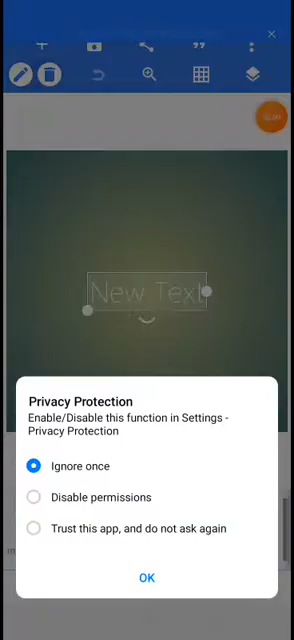 New Text
Privacy Protection
Enable/Disable this function in Settings -
Privacy Protection
Ignore once
Disable permissions
Trust this app, and do not ask again
OK